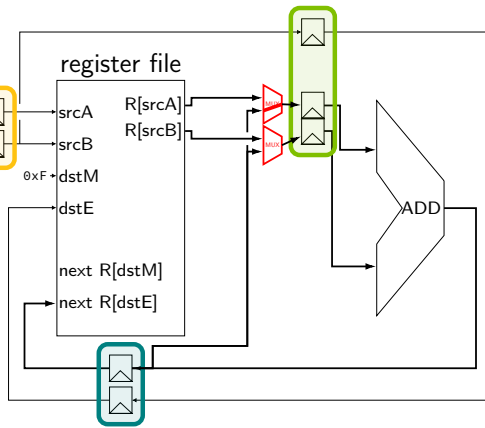 register file
R[srcA]
srcA
R[srcB]
srcB
0xF
dstM
dstE
next R[dstM]
next R[dstE]
MUX
MUX
ADD